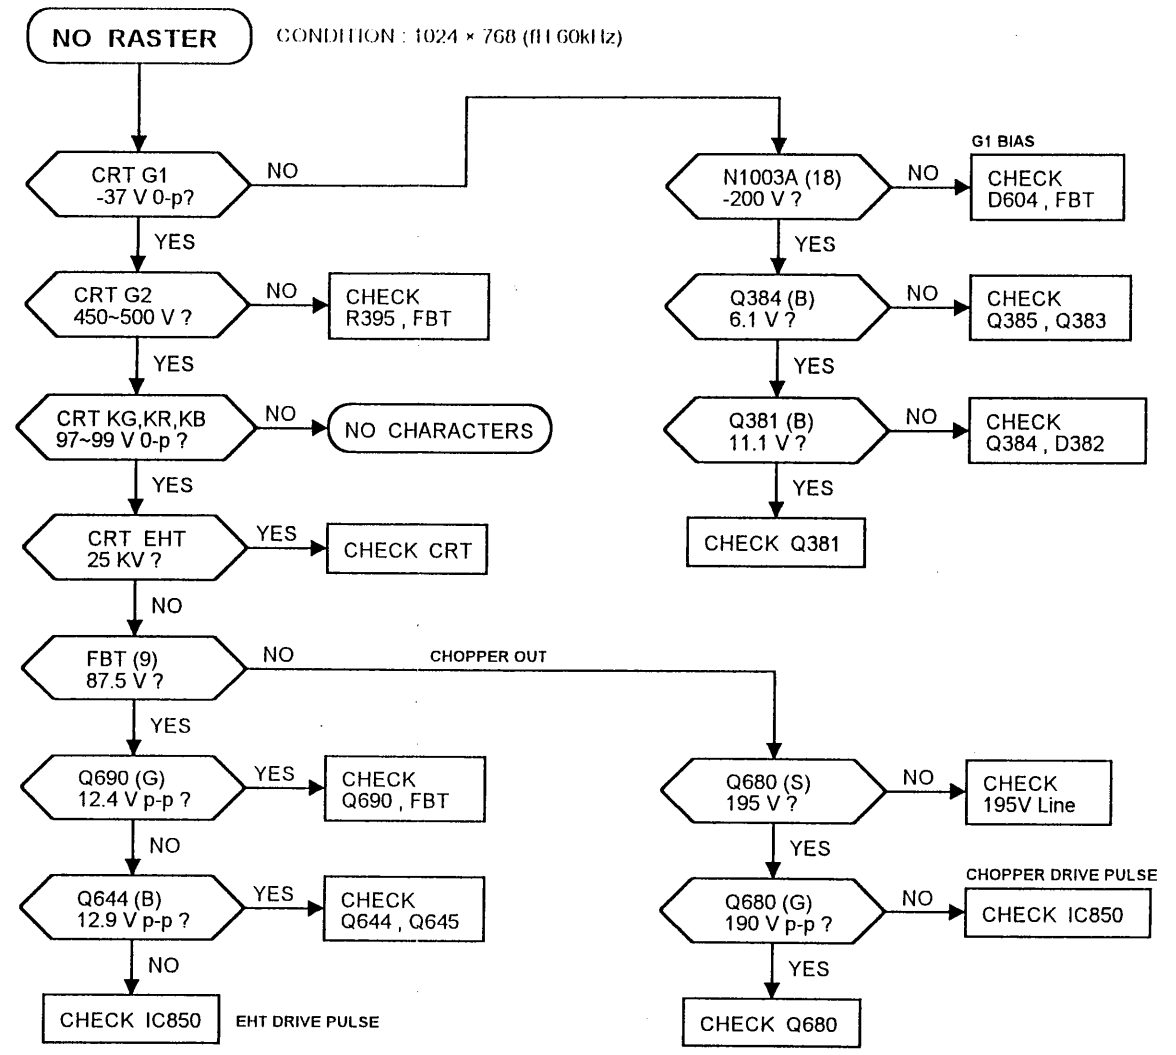 NO RASTER
CONDITION : 1024 × 768 (fH 60kHz)
CRT G1
-37 V 0-p?
NO
YES
CRT G2
450~500 V ?
NO
CHECK
R395 , FBT
YES
CRT KG,KR,KB
97~99 V 0-p ?
NO
NO CHARACTERS
YES
CRT EHT
25 KV ?
YES
CHECK CRT
NO
FBT (9)
87.5 V ?
NO
CHOPPER OUT
YES
Q690 (G)
12.4 V p-p ?
YES
CHECK
Q690 , FBT
NO
Q644 (B)
12.9 V p-p ?
YES
CHECK
Q644 , Q645
NO
CHECK IC850
EHT DRIVE PULSE
N1003A (18)
-200 V ?
NO
G1 BIAS
CHECK
D604 , FBT
YES
Q384 (B)
6.1 V ?
NO
CHECK
Q385 , Q383
YES
Q381 (B)
11.1 V ?
NO
CHECK
Q384 , D382
YES
CHECK Q381
Q680 (S)
195 V ?
NO
CHECK
195V Line
YES
Q680 (G)
190 V p-p ?
NO
CHOPPER DRIVE PULSE
CHECK IC850
YES
CHECK Q680